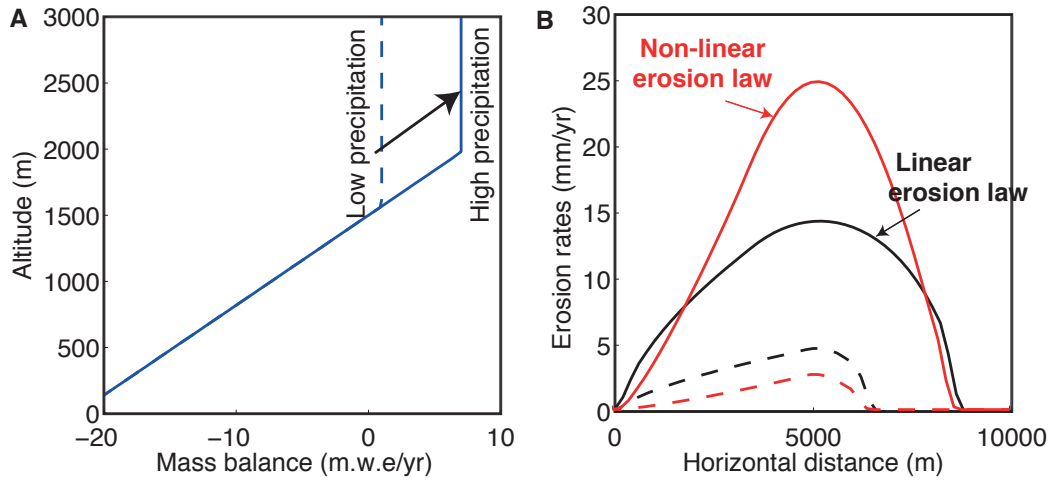 A
3000
2500
2000
1500
1000
500
0
Altitude (m)
Low precipitation
High precipitation
−20
−10
0
10
Mass balance (m.w.e/yr)
B
30
25
20
15
10
5
0
Erosion rates (mm/yr)
Non-linear
erosion law
Linear
erosion law
0
5000
10000
Horizontal distance (m)